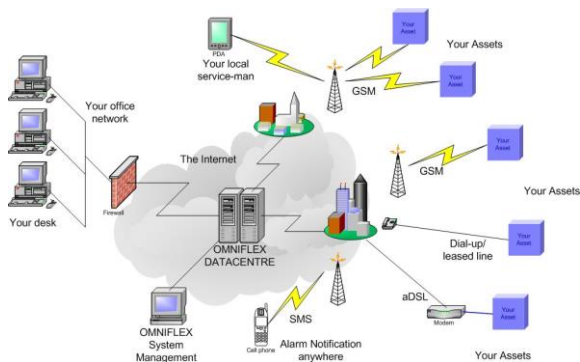 PDA
Your local
service-man
Your
Asset
Your Assets
Your
Asset
GSM
Your office
network
The Internet
Firewall
Your desk
GSM
Your
Asset
Your Assets
OMNIFLEX
DATACENTRE
Dial-up/
leased line
Your
Asset
aDSL
Modem
Your
Asset
Your Assets
OMNIFLEX
System
Management
SMS
Cell phone
Alarm Notification
anywhere